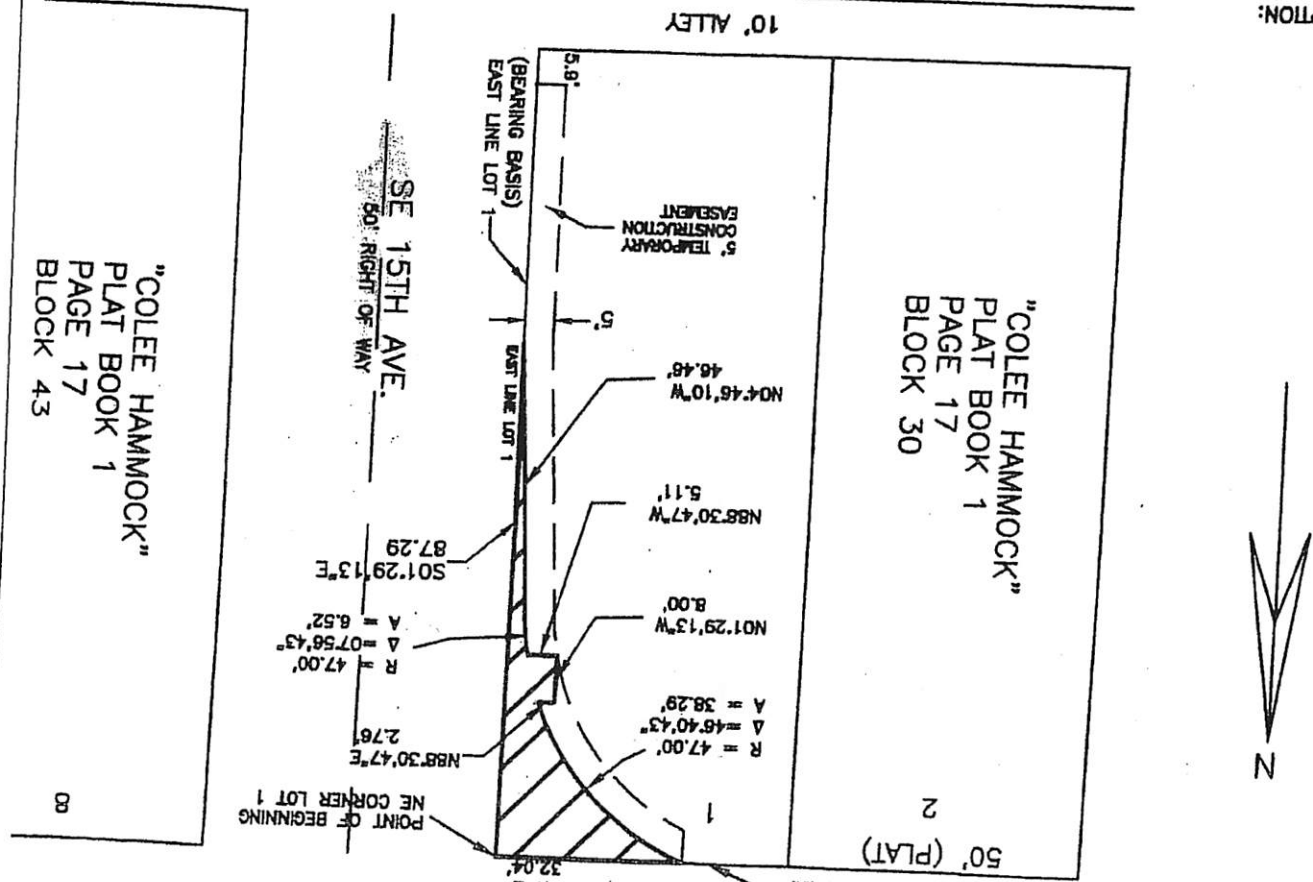 PTION:
10' ALLEY
5.8'
(BEARING BASIS)
EAST LINE LOT 1
5' TEMPORARY
CONSTRUCTION
EASEMENT
5'
SE 15TH AVE.
50' RIGHT OF WAY
EAST LINE LOT 1
N04°46'10"W
46.46'
N88°30'47"W
5.11'
N01°29'13"W
8.00'
S01°29'13"E
87.29
R = 47.00'
Δ =07°56'43"
A = 6.52'
R = 47.00'
Δ =46°40'43"
A = 38.29'
N88°30'47"E
2.76'
POINT OF BEGINNING
NE CORNER LOT 1
32.04'
"COLEE HAMMOCK"
PLAT BOOK 1
PAGE 17
BLOCK 30
"COLEE HAMMOCK"
PLAT BOOK 1
PAGE 17
BLOCK 43
1
2
50' (PLAT)
8
N